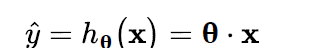 ŷ = h_θ(x) = θ · x